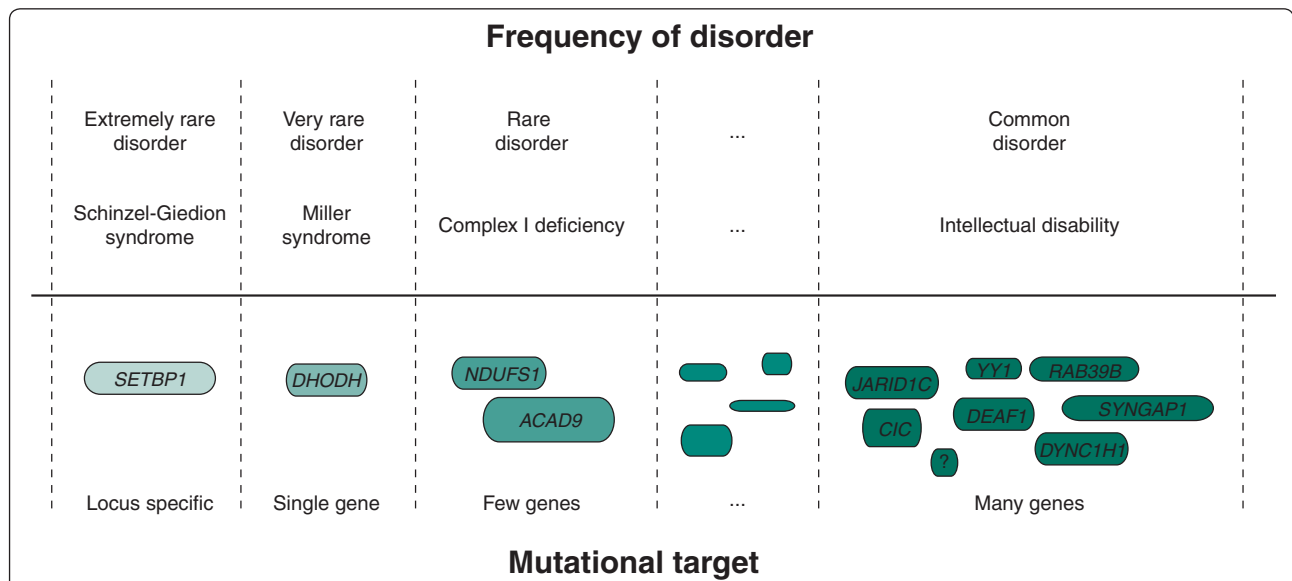 Frequency of disorder
Extremely rare
disorder
Very rare
disorder
Rare
disorder
...
Common
disorder
Schinzel-Giedion
syndrome
Miller
syndrome
Complex I deficiency
...
Intellectual disability
SETBP1
DHODH
NDUFS1
ACAD9
JARID1C
YY1
RAB39B
CIC
DEAF1
SYNGAP1
?
DYNC1H1
Locus specific
Single gene
Few genes
...
Many genes
Mutational target